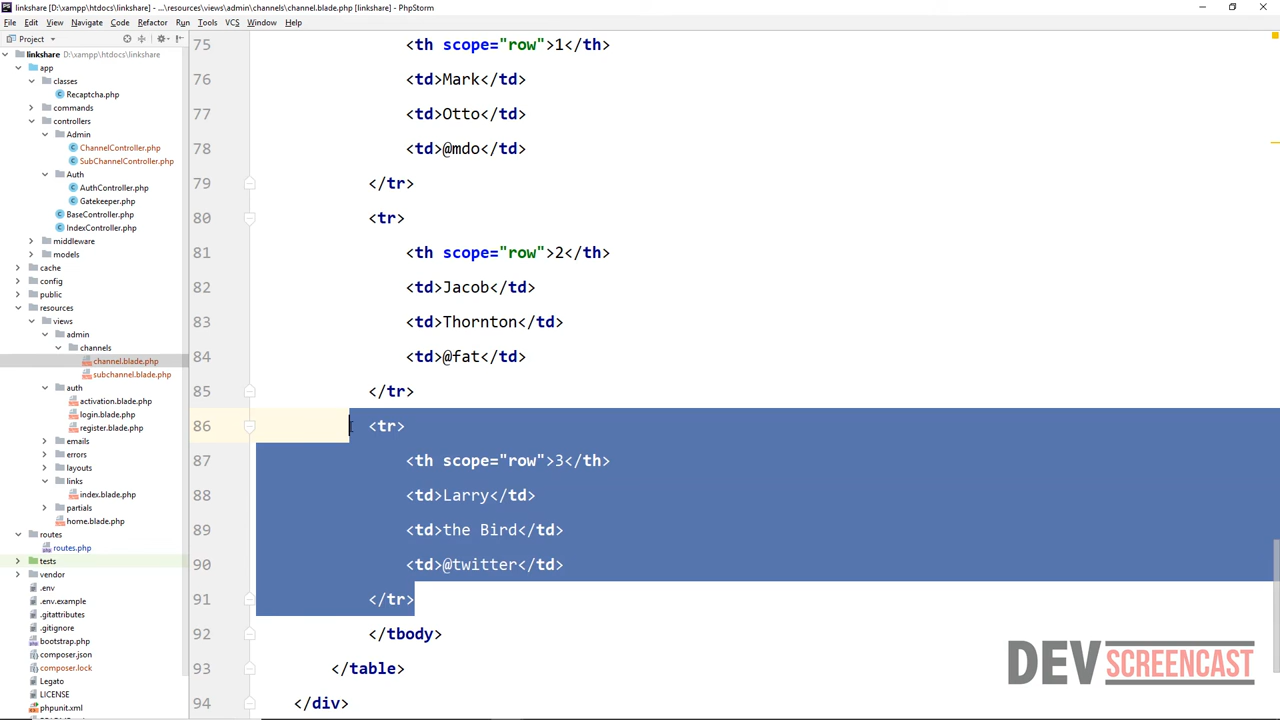 linkshare [D:\xampp\htdocs\linkshare] - ...\resources\views\admin\channels\channel.blade.php [linkshare] - PhpStorm
File Edit View Navigate Code Refactor Run Tools VCS Window Help
Project
linkshare D:\xampp\htdocs\linkshare
app
classes
Recaptcha.php
commands
controllers
Admin
ChannelController.php
SubChannelController.php
Auth
AuthController.php
Gatekeeper.php
BaseController.php
IndexController.php
middleware
models
cache
config
public
resources
views
admin
channels
channel.blade.php
subchannel.blade.php
auth
activation.blade.php
login.blade.php
register.blade.php
emails
errors
layouts
links
index.blade.php
partials
home.blade.php
routes
routes.php
tests
vendor
.env
.env.example
.gitattributes
.gitignore
bootstrap.php
composer.json
composer.lock
Legato
LICENSE
phpunit.xml
75 <th scope="row">1</th>
76 <td>Mark</td>
77 <td>Otto</td>
78 <td>@mdo</td>
79 </tr>
80 <tr>
81 <th scope="row">2</th>
82 <td>Jacob</td>
83 <td>Thornton</td>
84 <td>@fat</td>
85 </tr>
86 <tr>
87 <th scope="row">3</th>
88 <td>Larry</td>
89 <td>the Bird</td>
90 <td>@twitter</td>
91 </tr>
92 </tbody>
93 </table>
94 </div>
DEVSCREENCAST